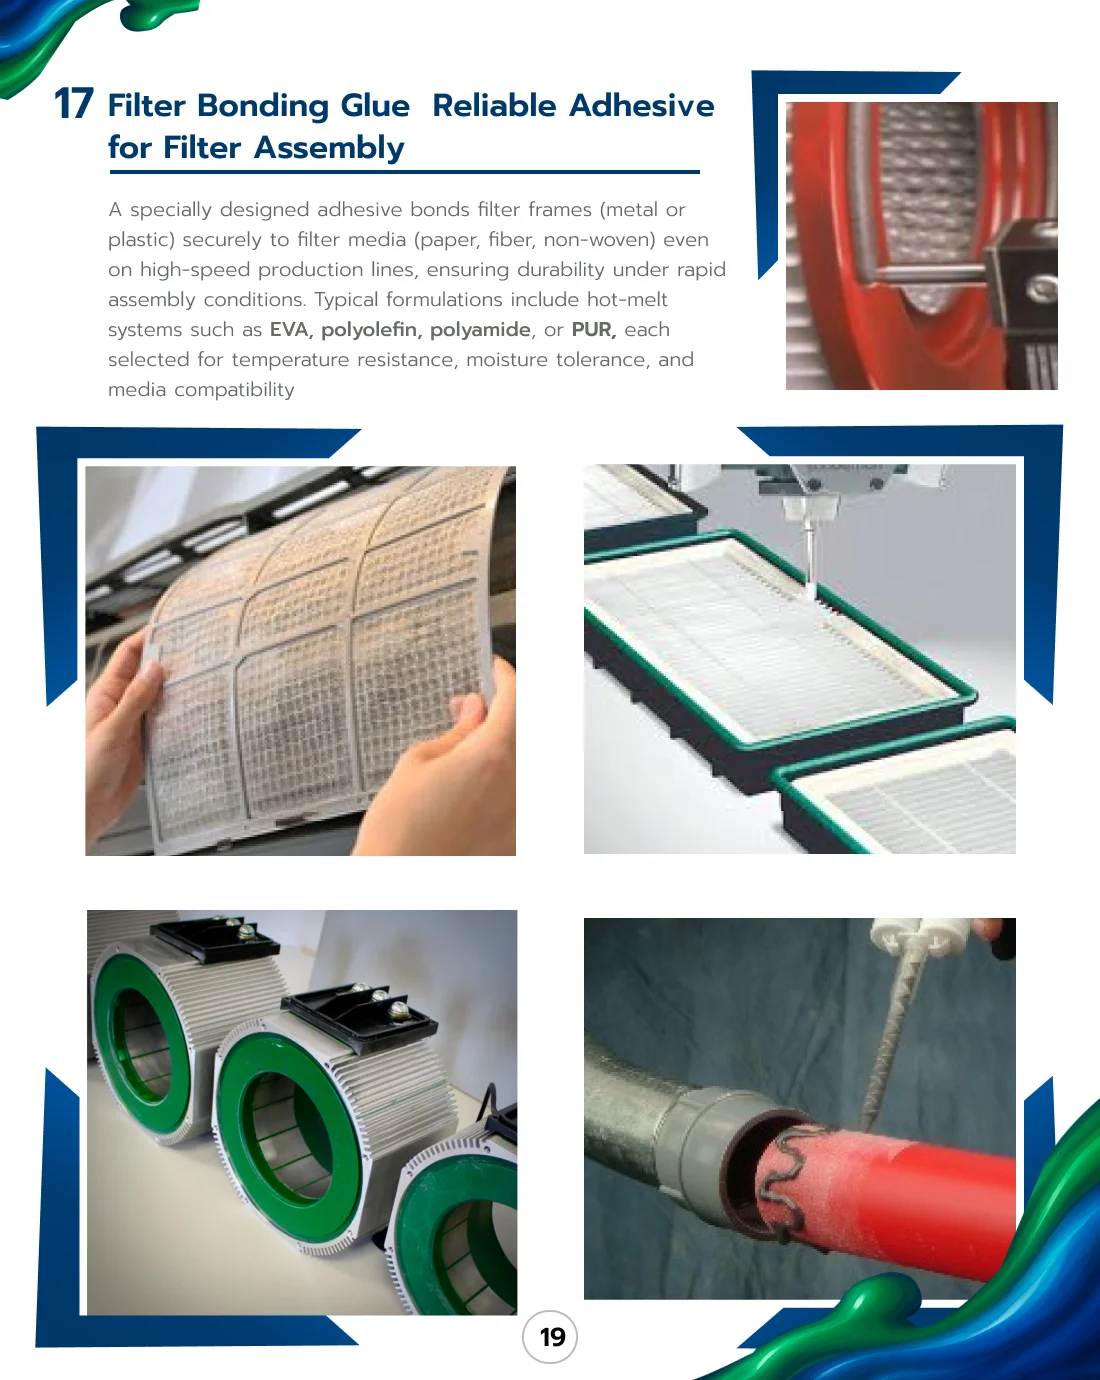 17 Filter Bonding Glue  Reliable Adhesive
for Filter Assembly
A specially designed adhesive bonds filter frames (metal or
plastic) securely to filter media (paper, fiber, non-woven) even
on high-speed production lines, ensuring durability under rapid
assembly conditions. Typical formulations include hot-melt
systems such as EVA, polyolefin, polyamide, or PUR, each
selected for temperature resistance, moisture tolerance, and
media compatibility
19